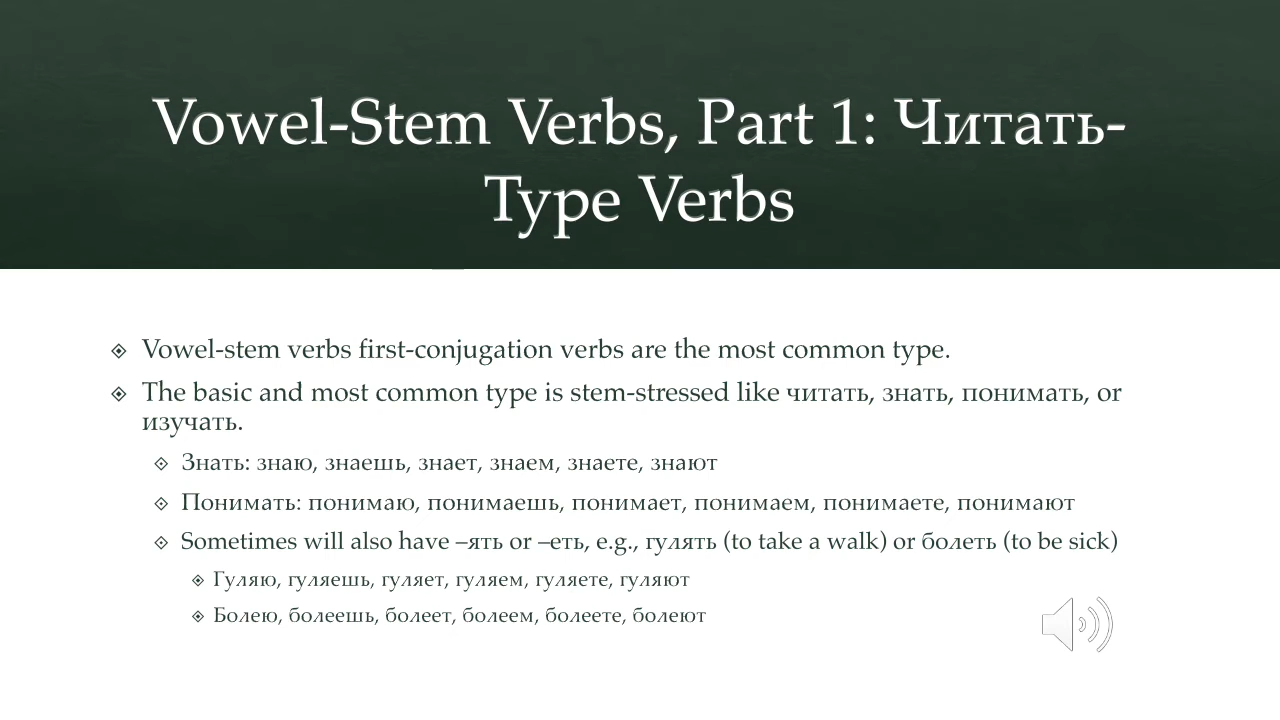 Vowel-Stem Verbs, Part 1: Читать-
Type Verbs
Vowel-stem verbs first-conjugation verbs are the most common type.
The basic and most common type is stem-stressed like читать, знать, понимать, or
изучать.
Знать: знаю, знаешь, знает, знаем, знаете, знают
Понимать: понимаю, понимаешь, понимает, понимаем, понимаете, понимают
Sometimes will also have –ять or –еть, e.g., гулять (to take a walk) or болеть (to be sick)
Гуляю, гуляешь, гуляет, гуляем, гуляете, гуляют
Болею, болеешь, болеет, болеем, болеете, болеют